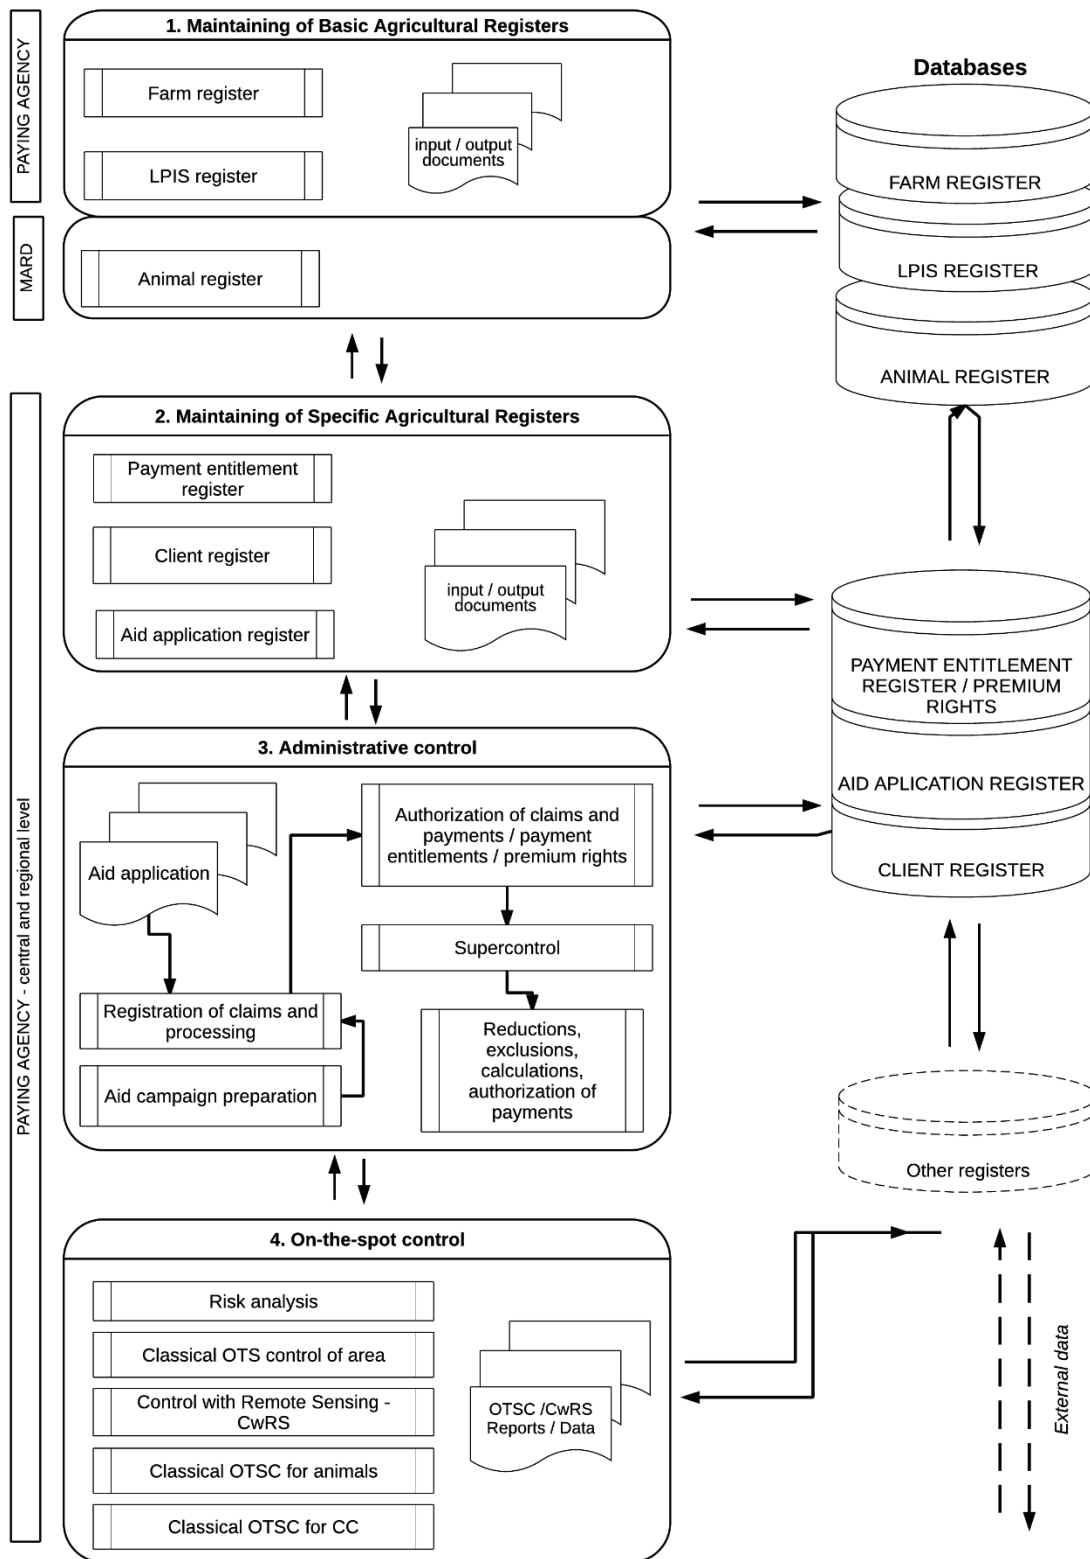 PAYING AGENCY
1. Maintaining of Basic Agricultural Registers
Farm register
LPIS register
input / output
documents
MARD
Animal register
Databases
FARM REGISTER
LPIS REGISTER
ANIMAL REGISTER
PAYING AGENCY - central and regional level
2. Maintaining of Specific Agricultural Registers
Payment entitlement
register
Client register
Aid application register
input / output
documents
PAYMENT ENTITLEMENT
REGISTER / PREMIUM
RIGHTS
AID APLICATION REGISTER
CLIENT REGISTER
3. Administrative control
Aid application
Authorization of claims and
payments / payment
entitlements / premium rights
Supercontrol
Registration of claims and
processing
Aid campaign preparation
Reductions,
exclusions,
calculations,
authorization of
payments
Other registers
4. On-the-spot control
Risk analysis
Classical OTS control of area
Control with Remote Sensing -
CwRS
Classical OTSC for animals
Classical OTSC for CC
OTSC /CwRS
Reports / Data
External data